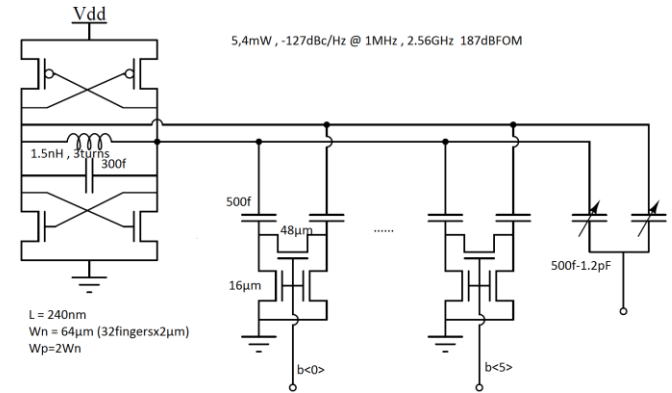 Vdd
5,4mW , -127dBc/Hz @ 1MHz , 2.56GHz 187dBFOM
1.5nH , 3turns
300f
500f
48µm
......
16µm
500f-1.2pF
L = 240nm
Wn = 64µm (32fingersx2µm)
Wp=2Wn
b<0>
b<5>